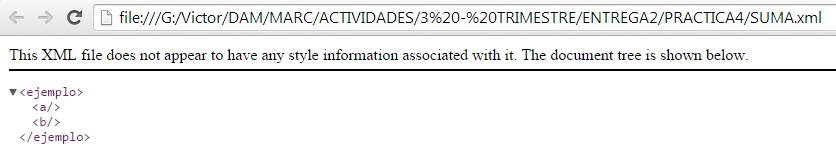 file:///G:/Victor/DAM/MARC/ACTIVIDADES/3%20-%20TRIMESTRE/ENTREGA2/PRACTICA4/SUMA.xml
This XML file does not appear to have any style information associated with it. The document tree is shown below.
▼<ejemplo>
<a/>
<b/>
</ejemplo>